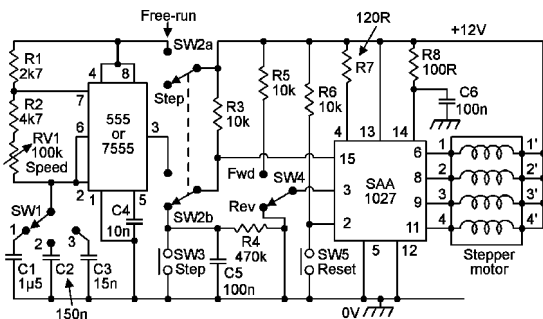 Free-run
120R
+12V
R1
2k7
4
8
SW2a
Step
R3
10k
R5
10k
R6
10k
R7
R8
100R
C6
100n
7
R2
4k7
RV1
100k
Speed
555
or
7555
3
6
2
1
5
C4
10n
SW2b
Fwd
SW4
Rev
4
13
14
15
3
2
SAA
1027
6
8
9
11
5
12
1
2
3
4
1'
2'
3'
4'
Stepper
motor
SW1
1
2
3
C1
1μ5
C2
150n
C3
15n
SW3
Step
R4
470k
C5
100n
SW5
Reset
0V